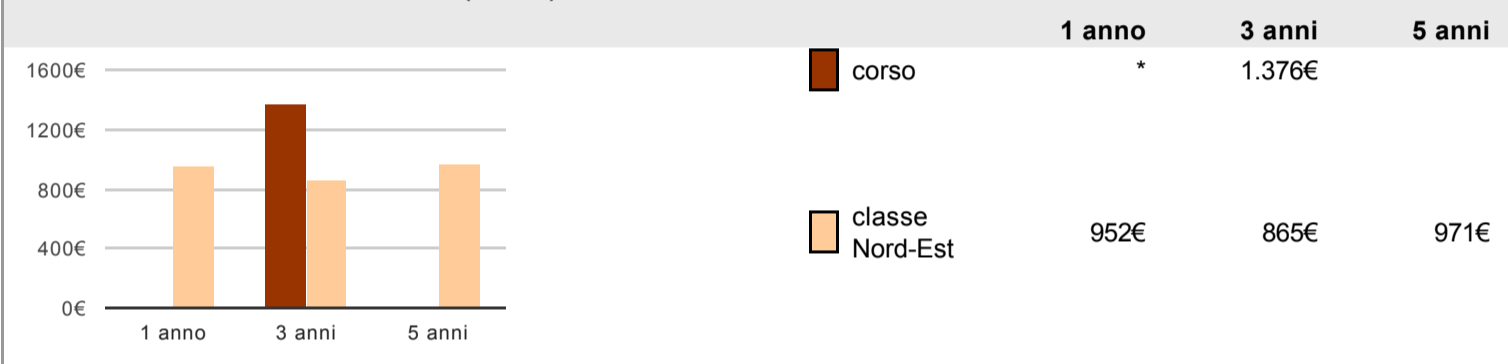 1 anno 3 anni 5 anni
1600€
1200€
800€
400€
0€
1 anno 3 anni 5 anni
corso * 1.376€
classe
Nord-Est 952€ 865€ 971€